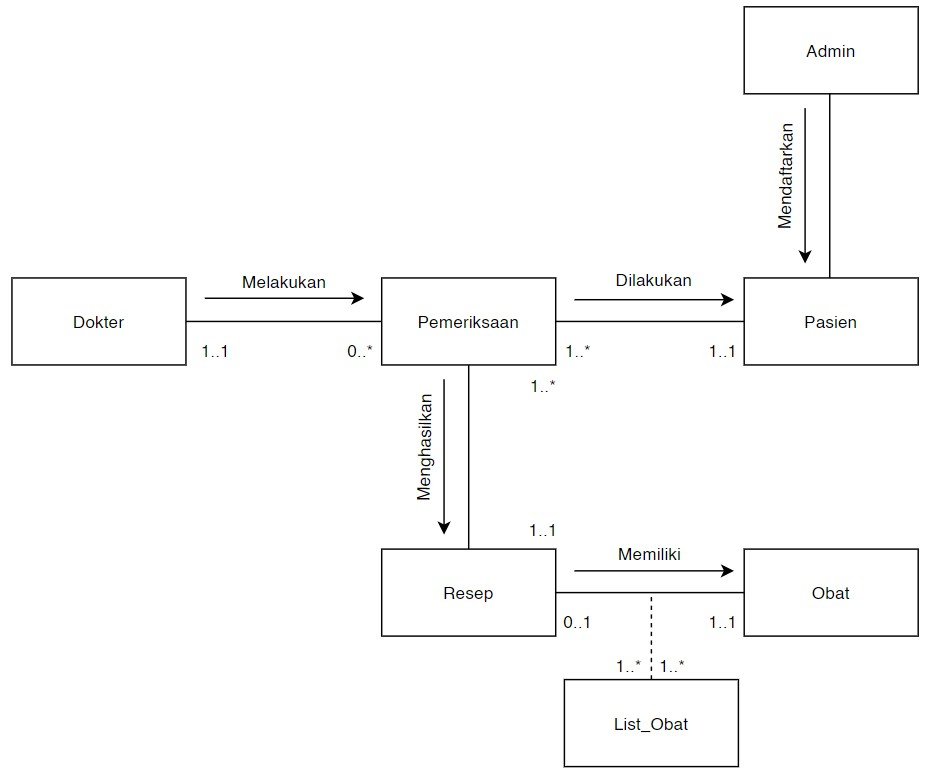 Admin
Mendaftarkan
Melakukan
Dilakukan
Dokter
Pemeriksaan
Pasien
1..1
0..*
1..*
1..1
1..*
Menghasilkan
1..1
Memiliki
Resep
Obat
0..1
1..1
1..*
1..*
List_Obat